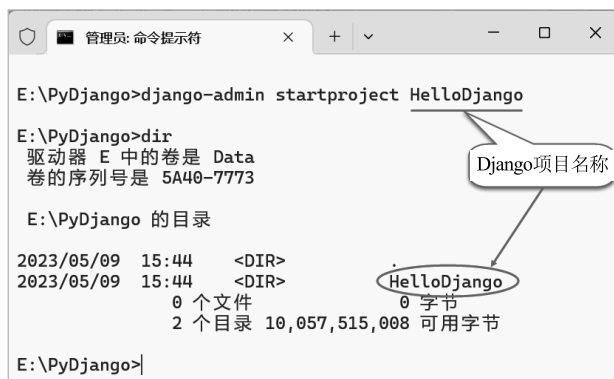 管理员: 命令提示符
E:\PyDjango>django-admin startproject HelloDjango
E:\PyDjango>dir
驱动器 E 中的卷是 Data
卷的序列号是 5A40-7773
Django项目名称
E:\PyDjango 的目录
2023/05/09  15:44    <DIR>          .
2023/05/09  15:44    <DIR>          HelloDjango
0 个文件              0 字节
2 个目录 10,057,515,008 可用字节
E:\PyDjango>